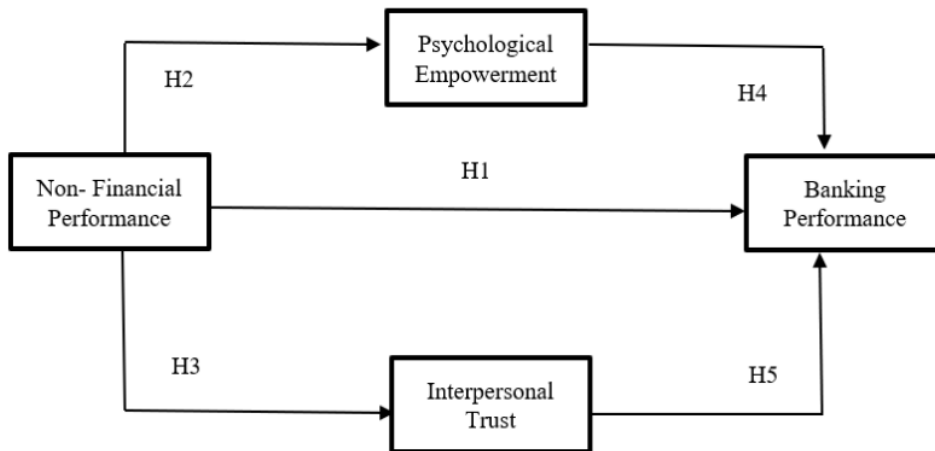 Psychological
Empowerment
H2
H4
Non- Financial
Performance
H1
Banking
Performance
H3
Interpersonal
Trust
H5